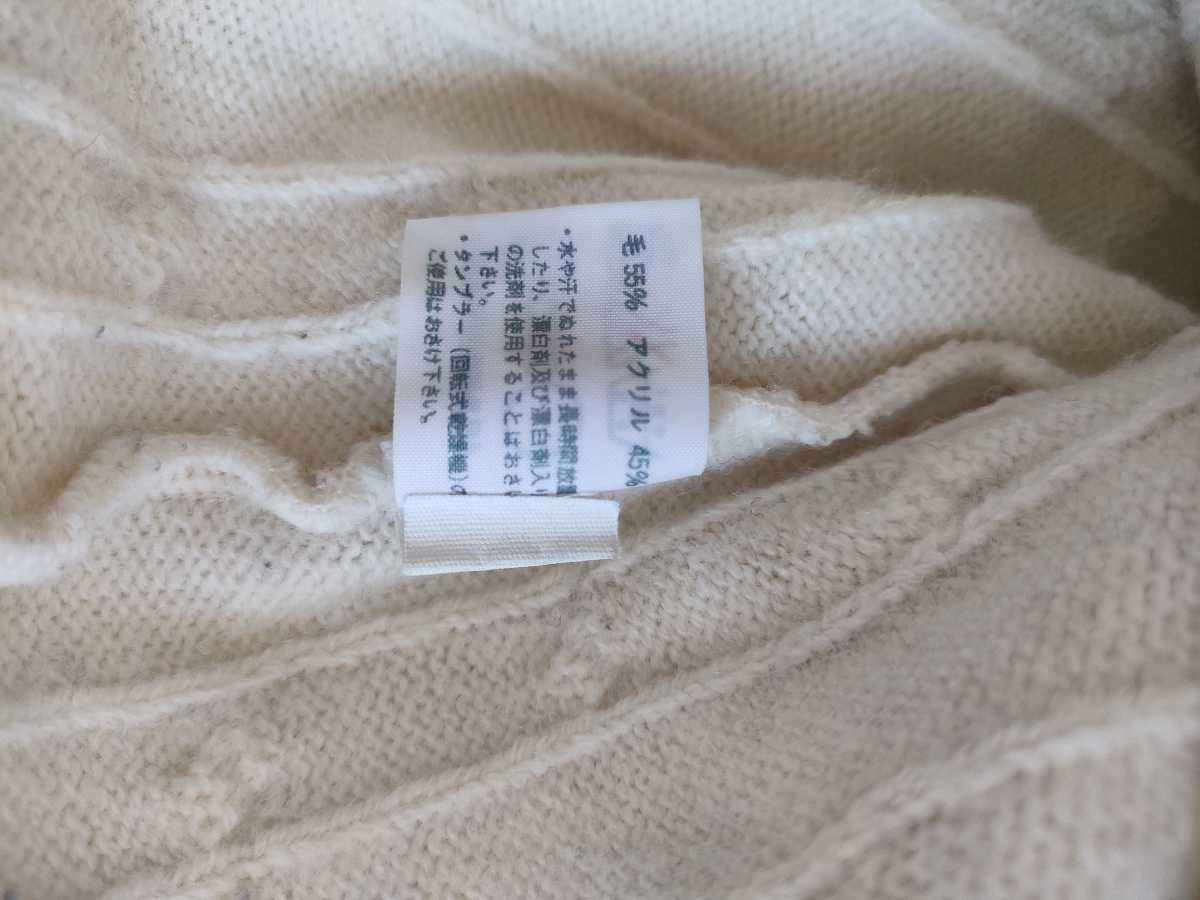 毛 55% アクリル 45%
・水や汗でぬれたまま長時間放置
したり、漂白剤及び漂白剤入り
の洗剤を使用することはおさけ
下さい。
・タンブラー(回転式乾燥機)の
ご使用はおさけ下さい。